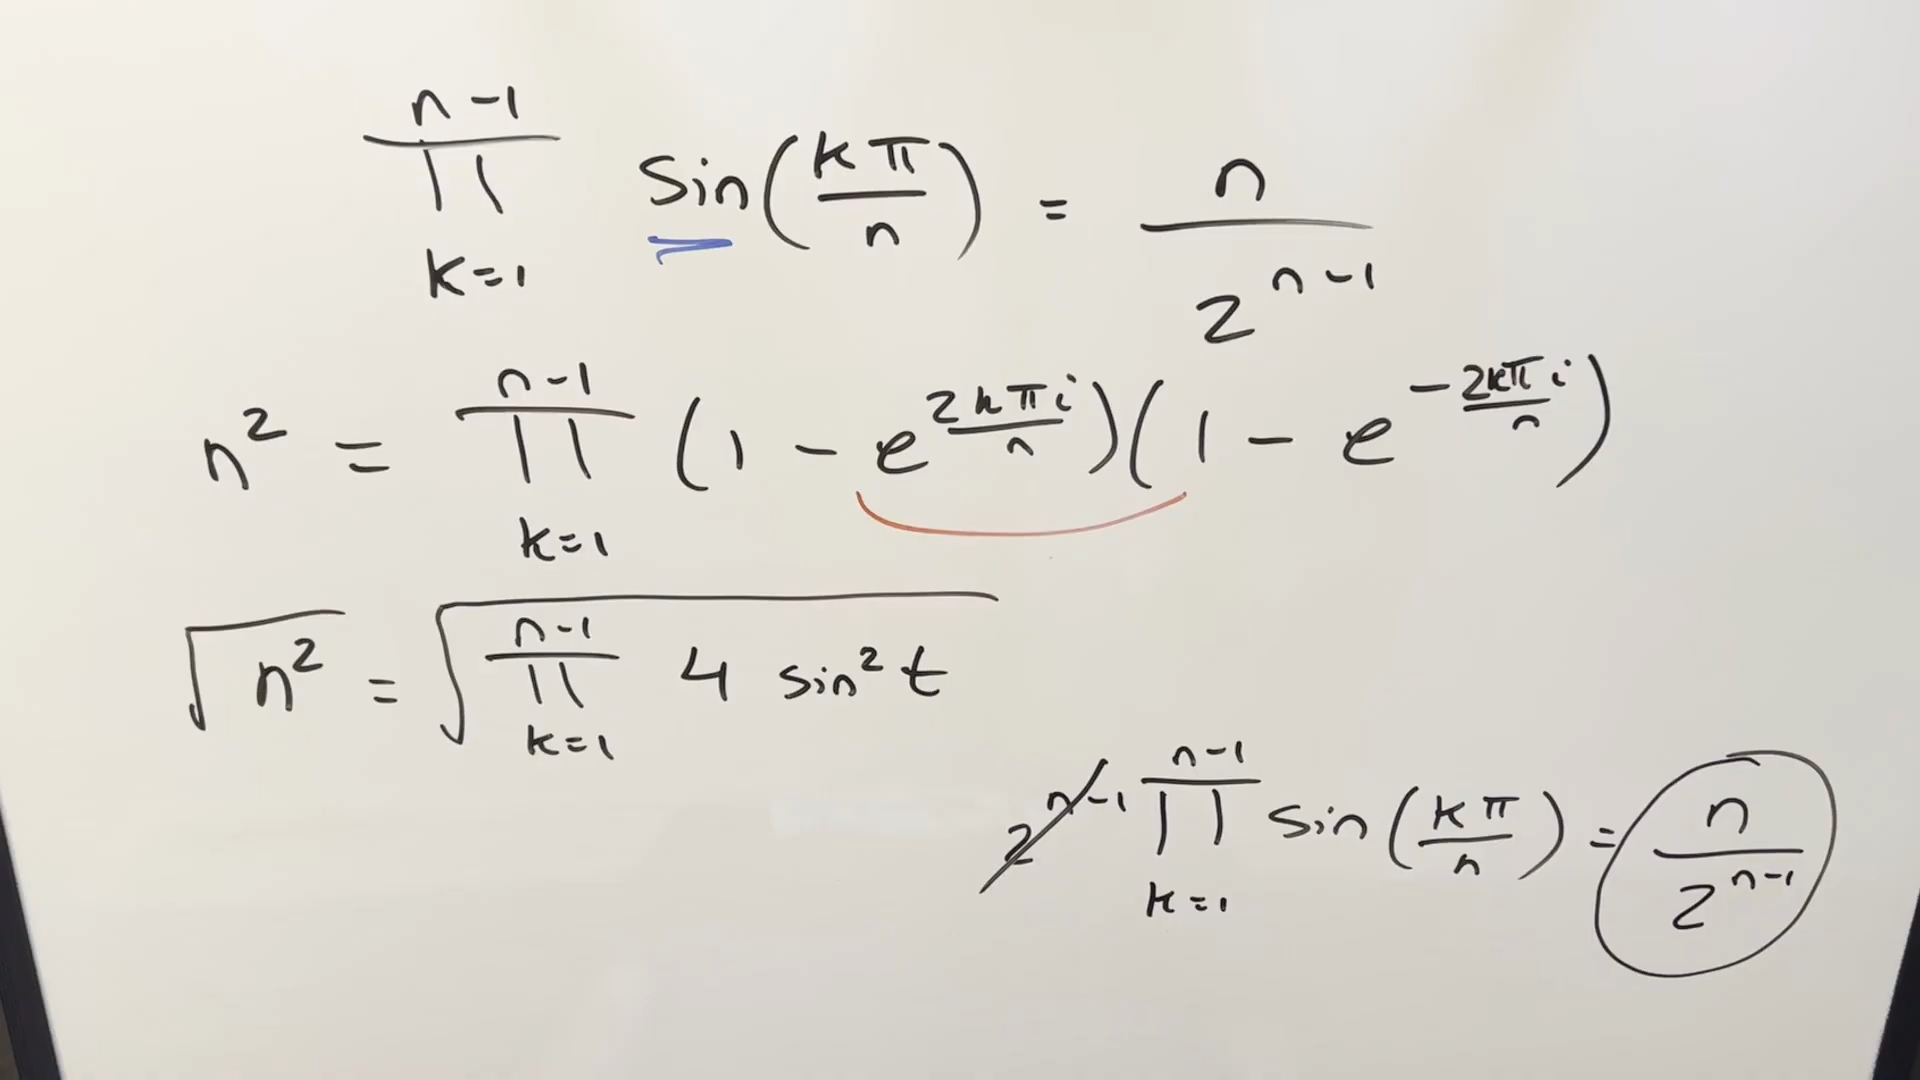 n-1
∏ sin(kπ/n) = n/2^(n-1)
k=1
n-1
n² = ∏ (1 - e^(2kπi/n))(1 - e^(-2kπi/n))
k=1
n-1
√n² = √∏ 4 sin² t
k=1
n-1
2^(n-1) ∏ sin(kπ/n) = n/2^(n-1)
k=1